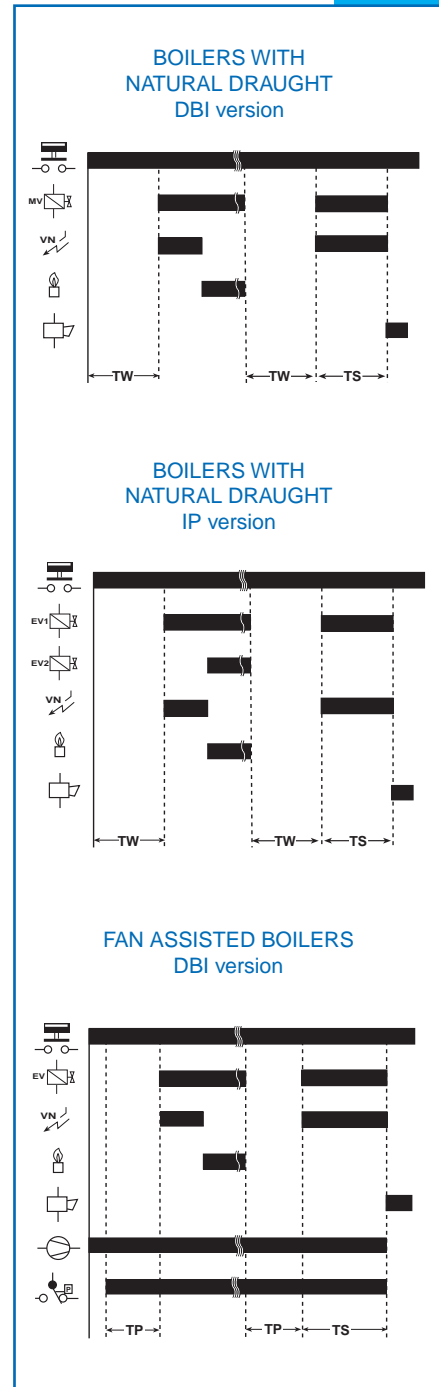 BOILERS WITH
NATURAL DRAUGHT
DBI version
MV
VN
TW TW TS
BOILERS WITH
NATURAL DRAUGHT
IP version
EV1
EV2
VN
TW TW TS
FAN ASSISTED BOILERS
DBI version
EV
VN
P
TP TP TS